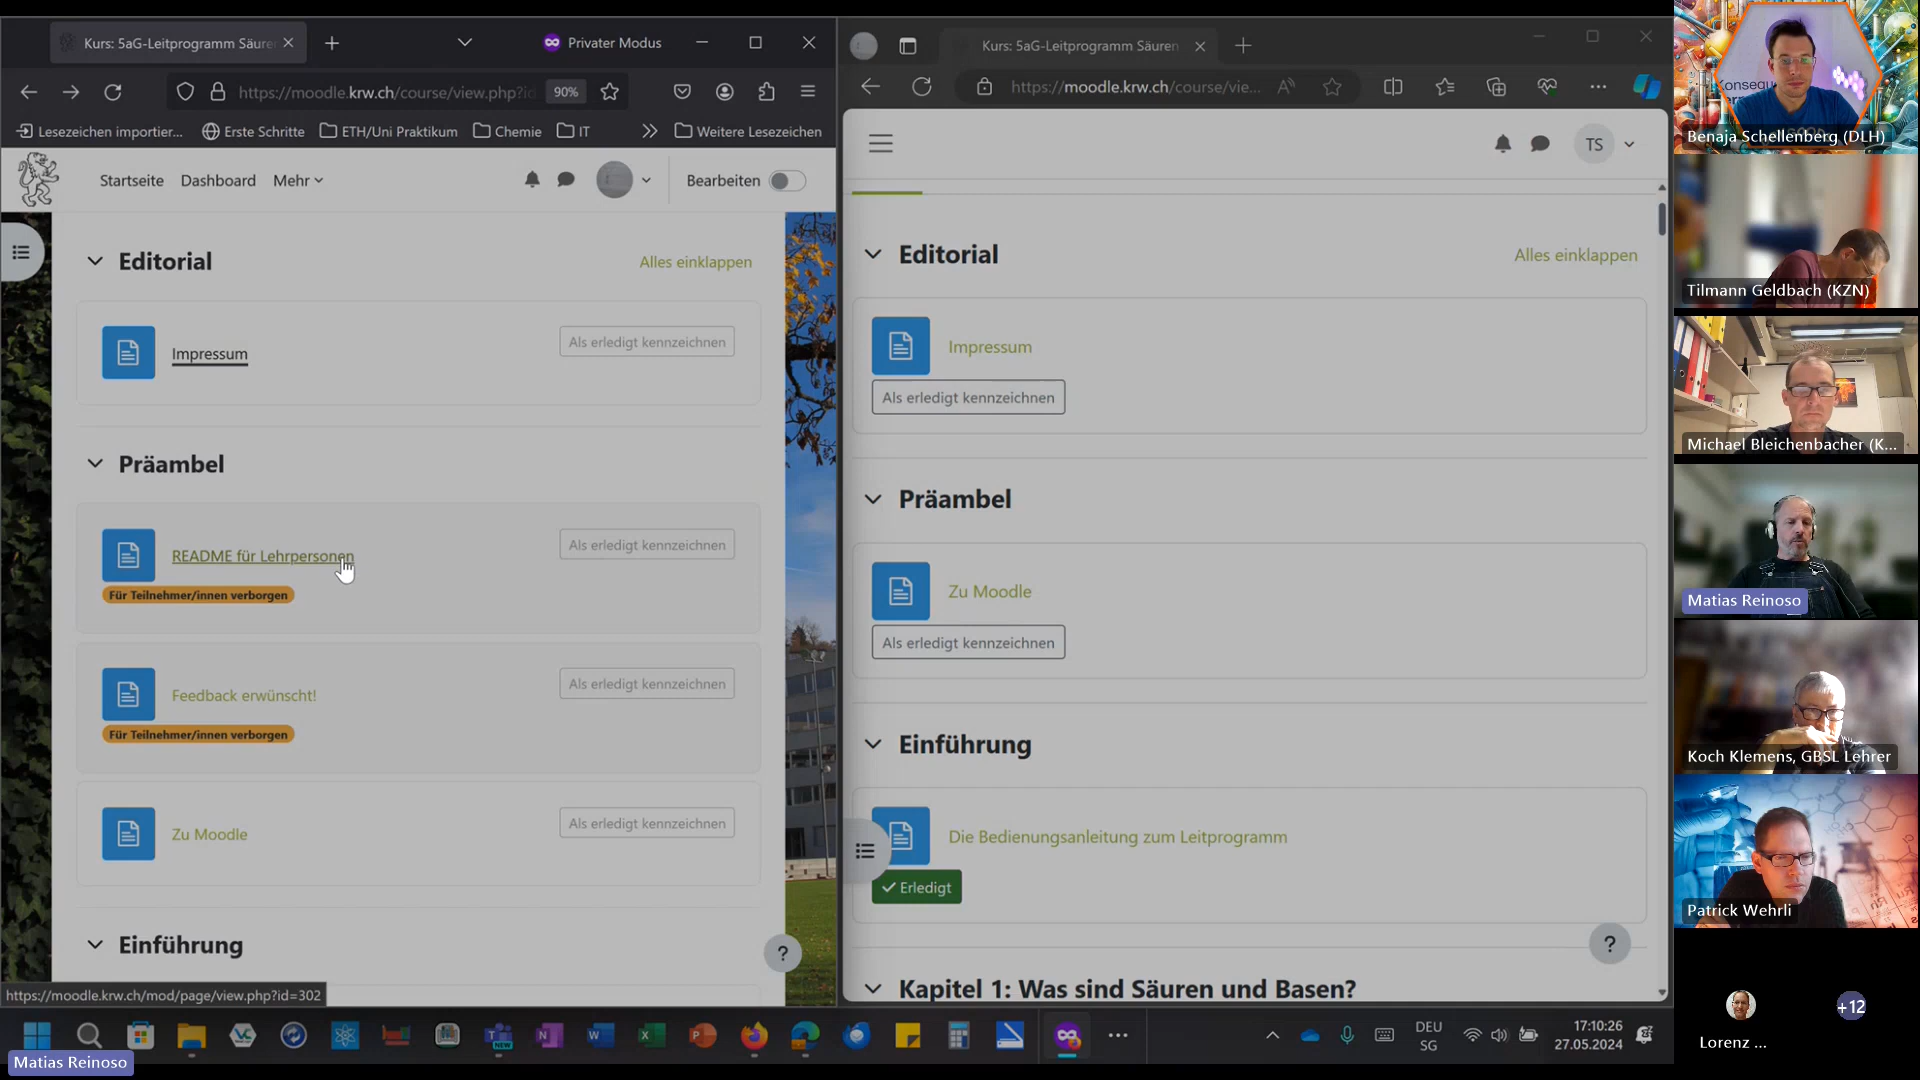 Kurs: 5aG-Leitprogramm Säure
Privater Modus
https://moodle.krw.ch/course/view.php?id
90%
Lesezeichen importier...
Erste Schritte
ETH/Uni Praktikum
Chemie
IT
Weitere Lesezeichen
Startseite
Dashboard
Mehr
Bearbeiten
Editorial
Alles einklappen
Impressum
Als erledigt kennzeichnen
Präambel
README für Lehrpersonen
Als erledigt kennzeichnen
Für Teilnehmer/innen verborgen
Feedback erwünscht!
Als erledigt kennzeichnen
Für Teilnehmer/innen verborgen
Zu Moodle
Als erledigt kennzeichnen
Einführung
?
https://moodle.krw.ch/mod/page/view.php?id=302
Kurs: 5aG-Leitprogramm Säuren
https://moodle.krw.ch/course/vie...
TS
Editorial
Alles einklappen
Impressum
Als erledigt kennzeichnen
Präambel
Zu Moodle
Als erledigt kennzeichnen
Einführung
Die Bedienungsanleitung zum Leitprogramm
Erledigt
?
Kapitel 1: Was sind Säuren und Basen?
NEW
DEU
SG
17:10:26
27.05.2024
Matias Reinoso
Benaja Schellenberg (DLH)
Tilmann Geldbach (KZN)
Michael Bleichenbacher (K...
Matias Reinoso
Koch Klemens, GBSL Lehrer
Patrick Wehrli
+12
Lorenz ...